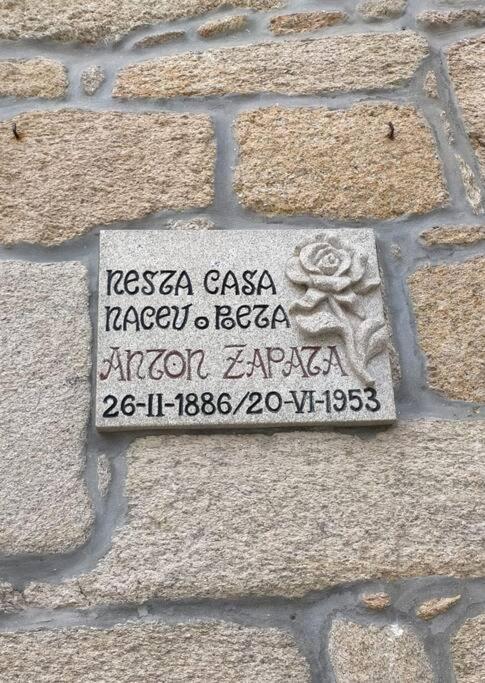 NESTA CASA
NACEU O POETA
ANTON ZAPATA
26-II-1886/20-VI-1953